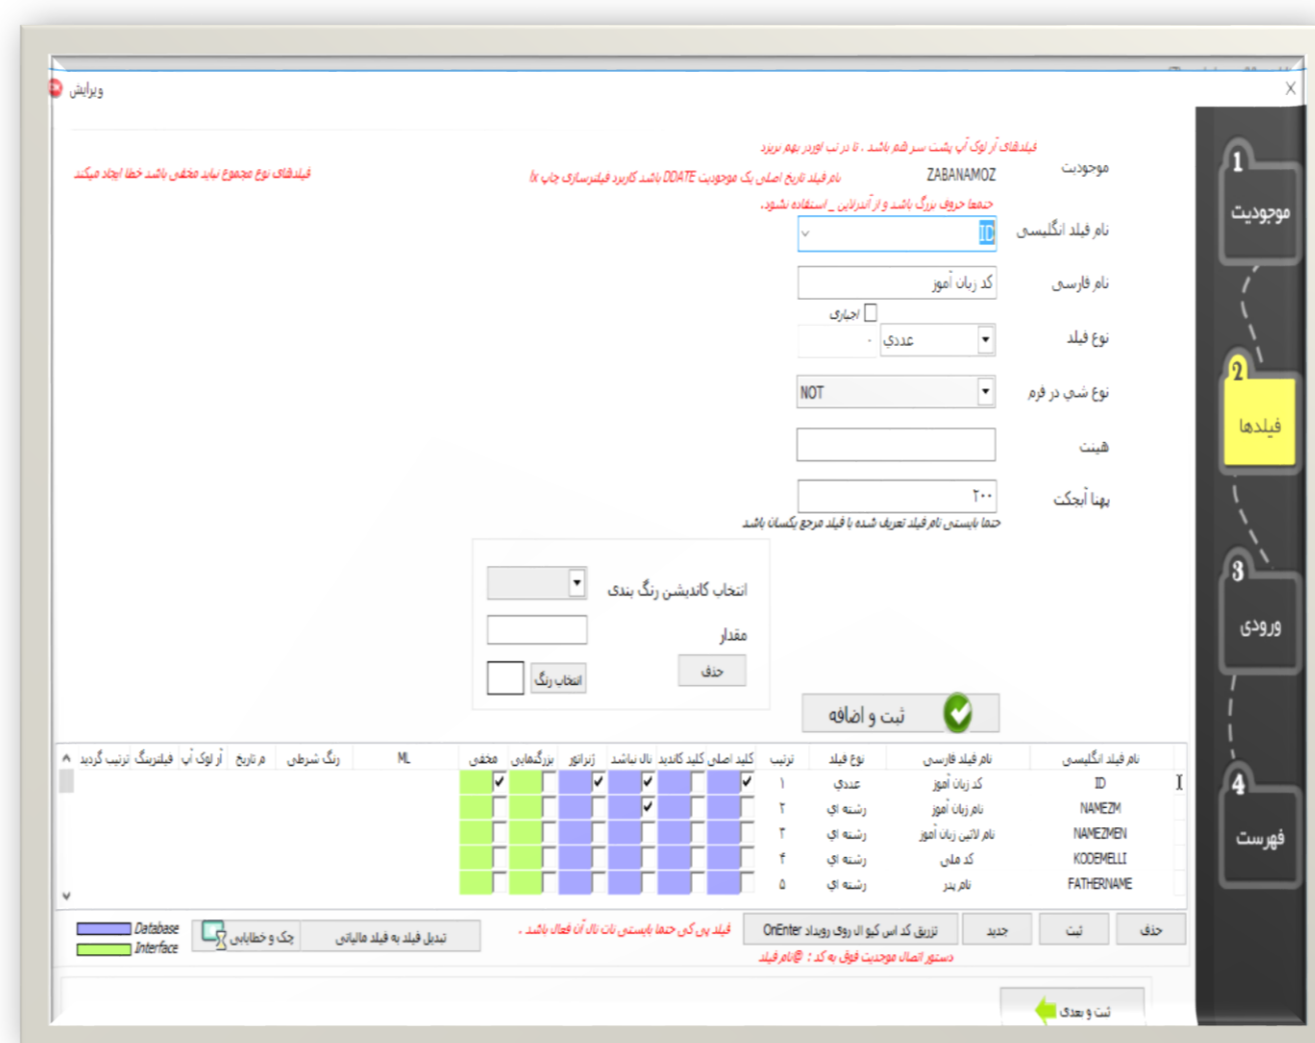 ویرایش
فیلدهای آر لوک آپ پشت سر هم باشد ، تا در تب اوردر بهم نریزد
موجودیت
ZABANAMOZ
نام فیلد تاریخ اصلی یک موجودیت DDATE باشد کاربرد فیلترسازی چاپ x/
فیلدهای نوع مجموع نباید مخفی باشد خطا ایجاد میکند
حتمعا حروف بزرگ باشد و از آندرلاین _ استفاده نشود.
نام فیلد انگلیسی
ID
نام فارسی
کد زبان آموز
اجباری
نوع فیلد
عددي
۰
نوع شي در فرم
NOT
هینت
پهنا آبجکت
۲۰۰
حتما بایستی نام فیلد تعریف شده با فیلد مرجع یکسان باشد
انتخاب کاندیشن رنگ بندی
مقدار
حذف
انتخاب رنگ
ثبت و اضافه
نام فیلد انگلیسی نام فیلد فارسی نوع فیلد ترتیب کلید اصلی کلید کاندید نال نباشد ژنراتور بزرگنمایی مخفی ML رنگ شرطی م تاریخ آر لوک آپ فیلترینگ ترتیب گردید
ID کد زبان آموز عددي ۱
NAMEZM نام زبان آموز رشته اي ۲
NAMEZMEN نام لاتین زبان آموز رشته اي ۳
KODEMELLI کد ملی رشته اي ۴
FATHERNAME نام پدر رشته اي ۵
حذف
ثبت
جدید
تزریق کد اس کیو ال روی رویداد OnEnter
فیلد پی کی حتما بایستی نات نال آن فعال باشد .
تبدیل فیلد به فیلد مالیاتی
چک و خطایابی
Database
Interface
دستور اتصال موجدیت فوق به کد : @نام فیلد
ثبت و بعدی
1
موجودیت
2
فیلدها
3
ورودی
4
فهرست